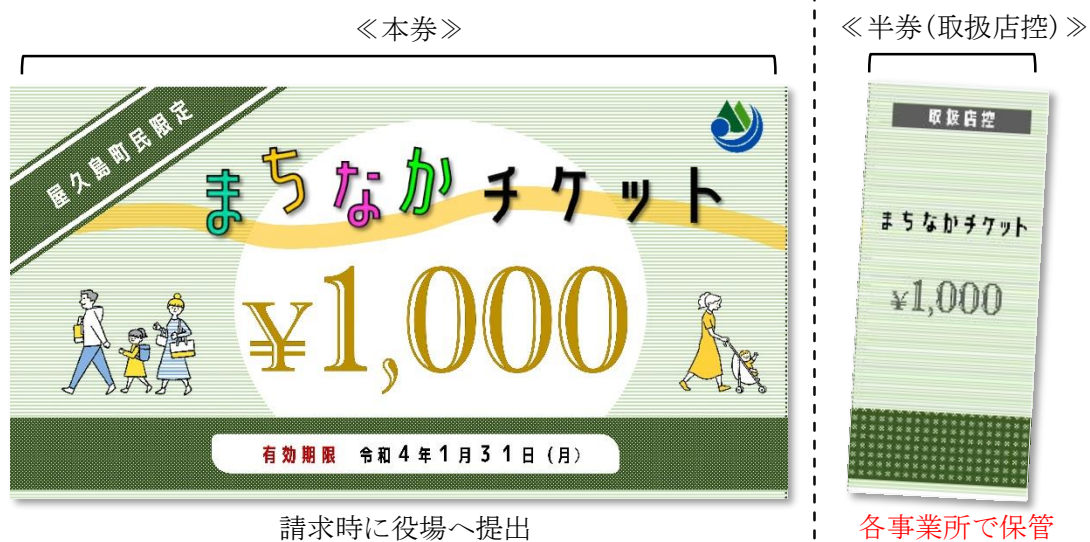 ≪本券≫
屋久島町民限定
まちなかチケット
¥1,000
有効期限 令和4年1月31日(月)
請求時に役場へ提出
≪半券(取扱店控)≫
取扱店控
まちなかチケット
¥1,000
各事業所で保管